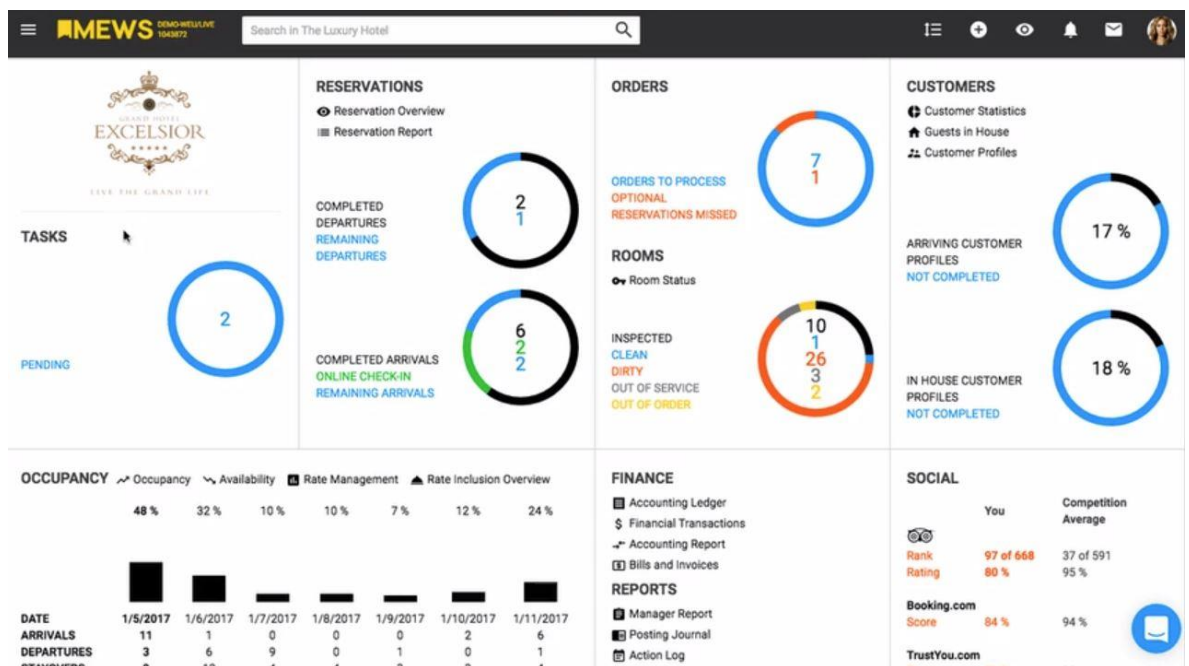 MEWS DEMO-WELL/LIVE
1043872
Search in The Luxury Hotel
GRAND HOTEL
EXCELSIOR
LIVE THE GRAND LIFE
TASKS
2
PENDING
RESERVATIONS
Reservation Overview
Reservation Report
2
1
COMPLETED
DEPARTURES
REMAINING
DEPARTURES
6
2
2
COMPLETED ARRIVALS
ONLINE CHECK-IN
REMAINING ARRIVALS
ORDERS
7
1
ORDERS TO PROCESS
OPTIONAL
RESERVATIONS MISSED
ROOMS
Room Status
10
1
26
3
2
INSPECTED
CLEAN
DIRTY
OUT OF SERVICE
OUT OF ORDER
CUSTOMERS
Customer Statistics
Guests in House
Customer Profiles
17 %
ARRIVING CUSTOMER
PROFILES
NOT COMPLETED
18 %
IN HOUSE CUSTOMER
PROFILES
NOT COMPLETED
OCCUPANCY Occupancy Availability Rate Management Rate Inclusion Overview
48 % 32 % 10 % 10 % 7 % 12 % 24 %
DATE 1/5/2017 1/6/2017 1/7/2017 1/8/2017 1/9/2017 1/10/2017 1/11/2017
ARRIVALS 11 1 0 0 0 2 6
DEPARTURES 3 6 9 0 1 0 1
FINANCE
Accounting Ledger
Financial Transactions
Accounting Report
Bills and Invoices
REPORTS
Manager Report
Posting Journal
Action Log
SOCIAL
You Competition
Average
Rank 97 of 668 37 of 591
Rating 80 % 95 %
Booking.com
Score 84 % 94 %
TrustYou.com